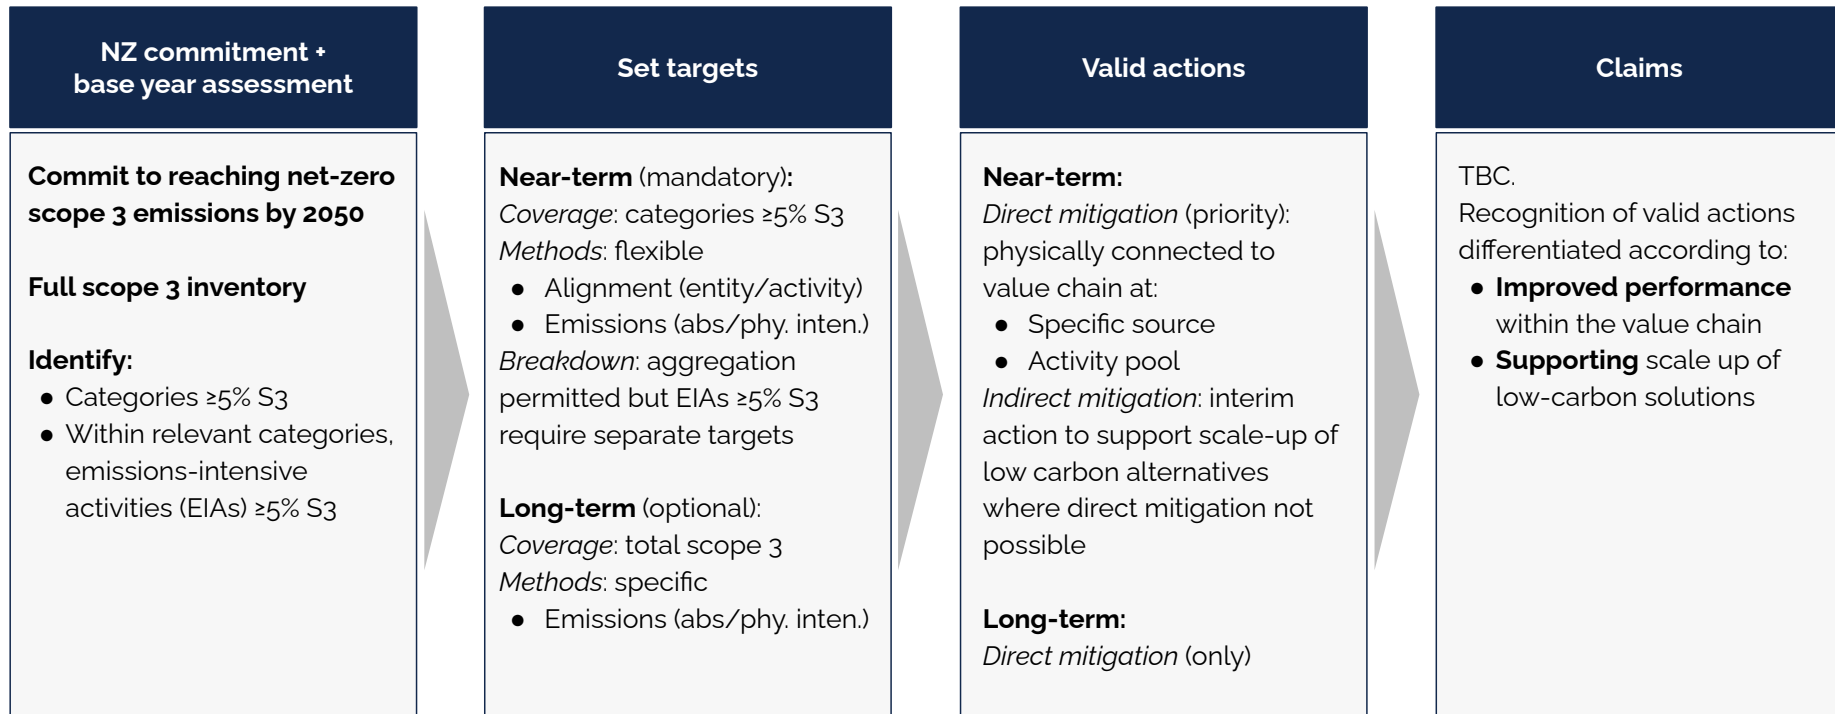 NZ commitment +
base year assessment
Commit to reaching net-zero
scope 3 emissions by 2050
Full scope 3 inventory
Identify:
● Categories ≥5% S3
● Within relevant categories,
emissions-intensive
activities (EIAs) ≥5% S3
Set targets
Near-term (mandatory):
Coverage: categories ≥5% S3
Methods: flexible
● Alignment (entity/activity)
● Emissions (abs/phy. inten.)
Breakdown: aggregation
permitted but EIAs ≥5% S3
require separate targets
Long-term (optional):
Coverage: total scope 3
Methods: specific
● Emissions (abs/phy. inten.)
Valid actions
Near-term:
Direct mitigation (priority):
physically connected to
value chain at:
● Specific source
● Activity pool
Indirect mitigation: interim
action to support scale-up of
low carbon alternatives
where direct mitigation not
possible
Long-term:
Direct mitigation (only)
Claims
TBC.
Recognition of valid actions
differentiated according to:
● Improved performance
within the value chain
● Supporting scale up of
low-carbon solutions